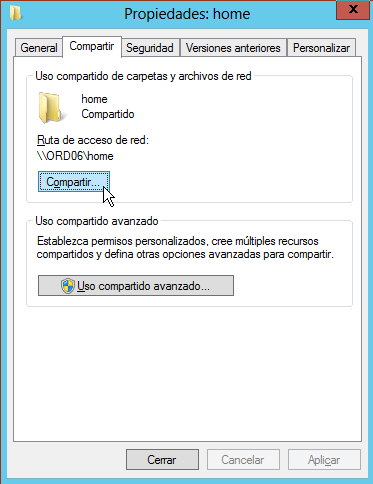 Propiedades: home
General Compartir Seguridad Versiones anteriores Personalizar
Uso compartido de carpetas y archivos de red
home
Compartido
Ruta de acceso de red:
\\ORD06\home
Compartir...
Uso compartido avanzado
Establezca permisos personalizados, cree múltiples recursos
compartidos y defina otras opciones avanzadas para compartir.
Uso compartido avanzado...
Cerrar Cancelar Aplicar